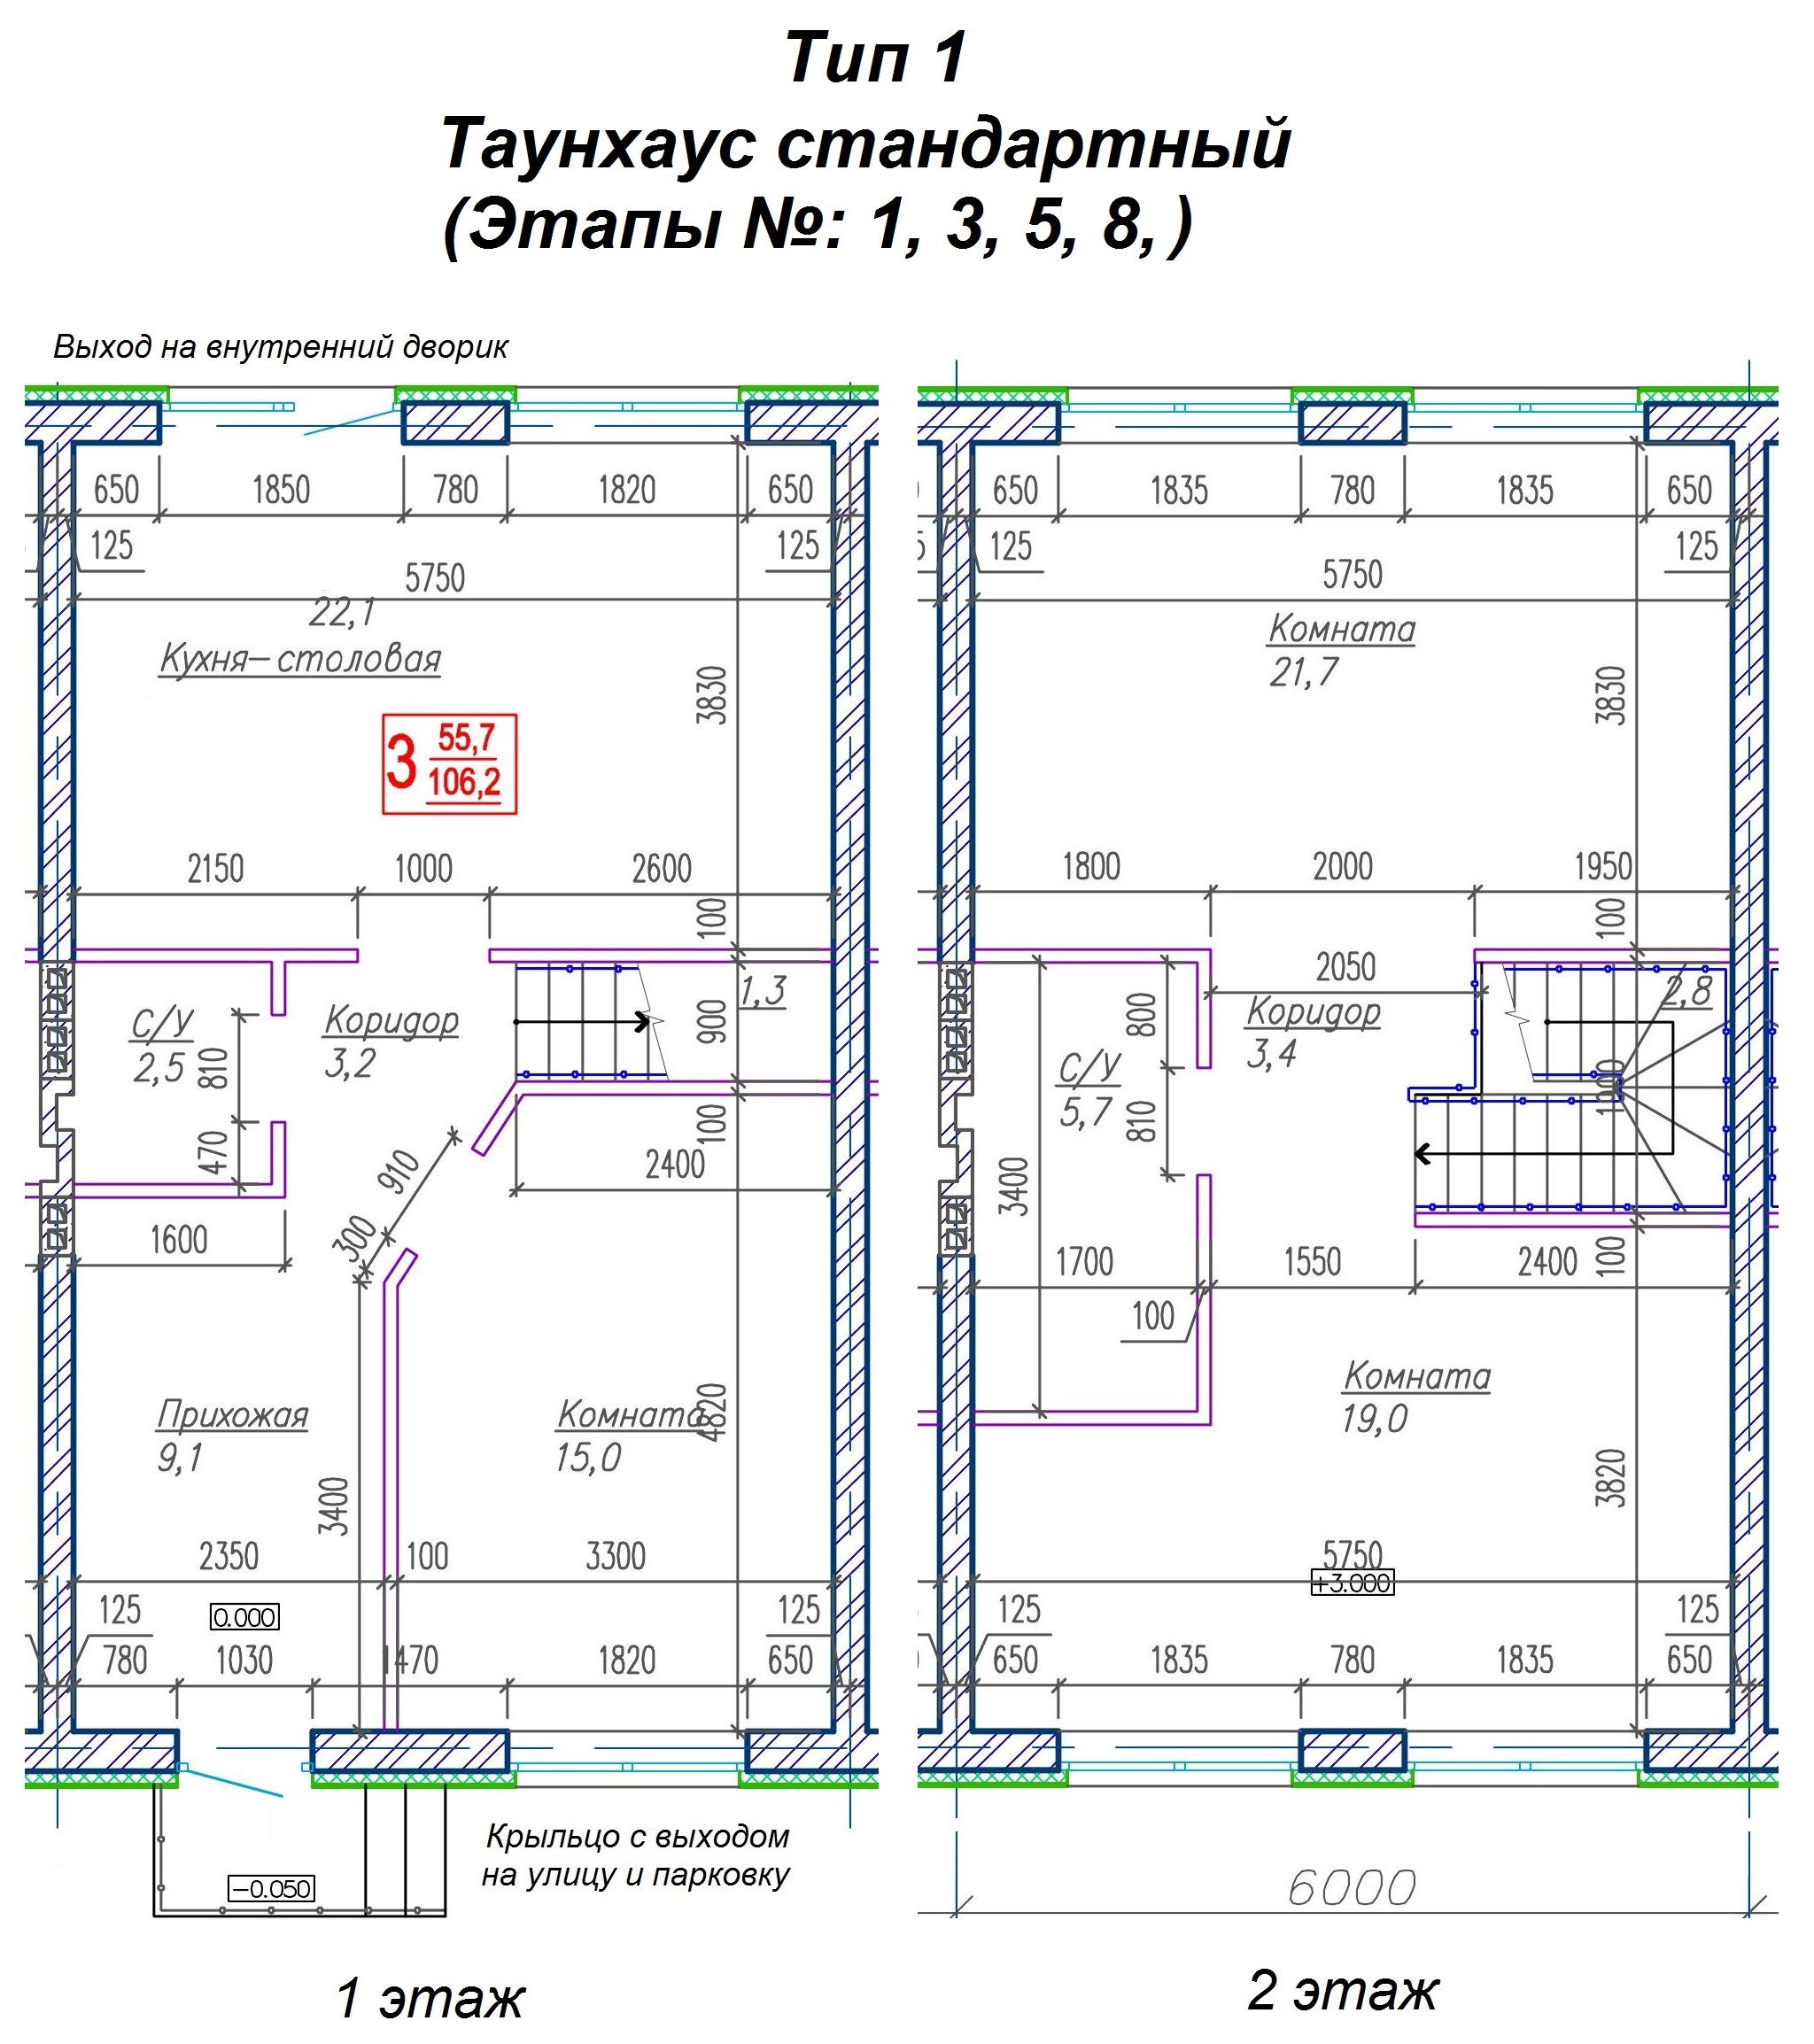 Тип 1
Таунхаус стандартный
(Этапы №: 1, 3, 5, 8, )
Выход на внутренний дворик
650 1850 780 1820 650
125 125
5750
22,1
Кухня-столовая
3830
3 55,7
106,2
2150 1000 2600
100
С/У
2,5
Коридор
3,2
1,3
900
810
470
910
300
100
2400
1600
Прихожая
9,1
Комната
15,0
4820
3400
2350 100 3300
125 0.000 125
780 1030 1470 1820 650
Крыльцо с выходом
на улицу и парковку
-0.050
1 этаж
650 1835 780 1835 650
125 125
5750
Комната
21,7
3830
1800 2000 1950
100
2050
Коридор
3,4
2,8
800
С/У
5,7
810
1900
3400
1700 1550 2400
100
100
Комната
19,0
3820
5750
+3.000
125 125
650 1835 780 1835 650
6000
2 этаж